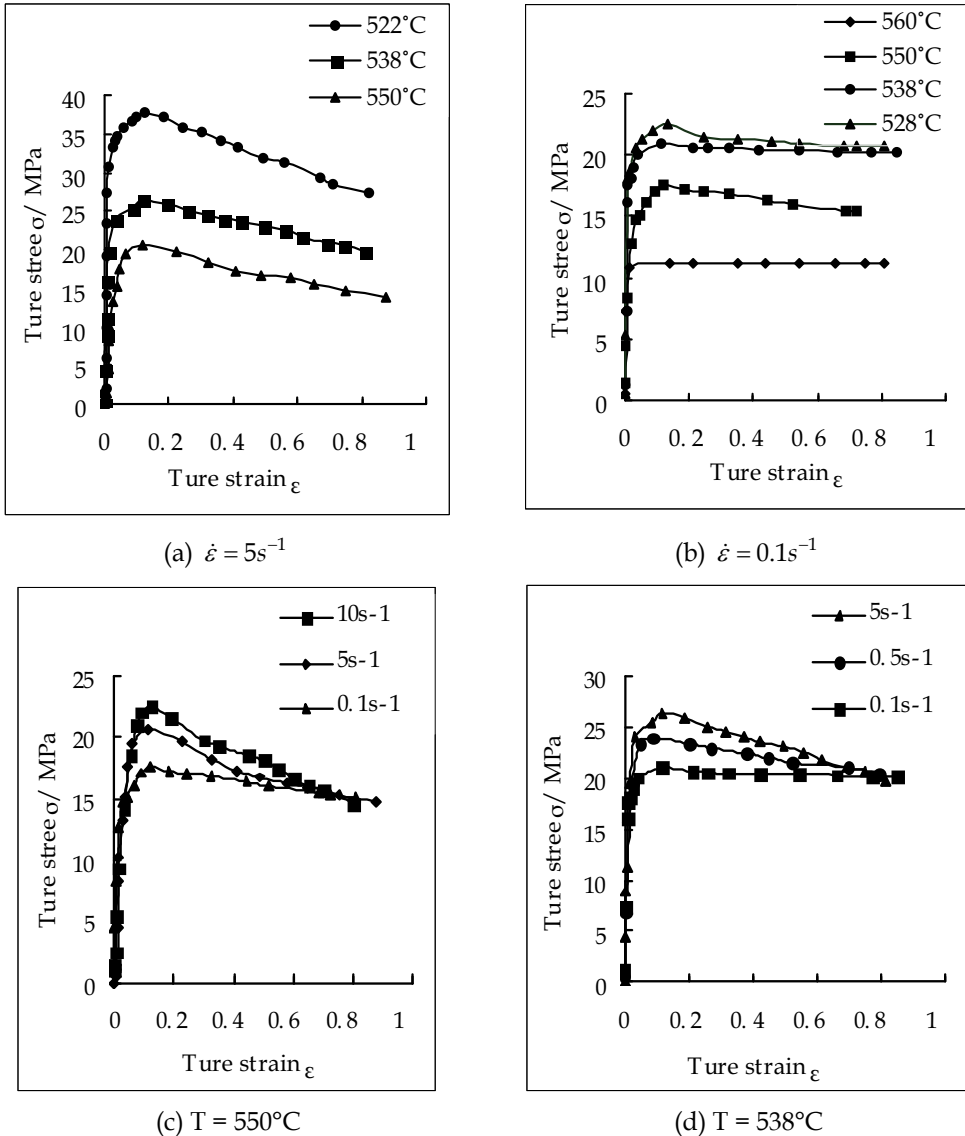 522°C
538°C
550°C
40
35
30
25
20
15
10
5
0
0 0.2 0.4 0.6 0.8 1
Ture stree σ/ MPa
Ture strain ε
(a) ε̇ = 5s⁻¹
560°C
550°C
538°C
528°C
25
20
15
10
5
0
0 0.2 0.4 0.6 0.8 1
Ture stree σ/ MPa
Ture strain ε
(b) ε̇ = 0.1s⁻¹
10s-1
5s-1
0.1s-1
25
20
15
10
5
0
0 0.2 0.4 0.6 0.8 1
Ture stree σ/ MPa
Ture strain ε
(c) T = 550°C
5s-1
0.5s-1
0.1s-1
30
25
20
15
10
5
0
0 0.2 0.4 0.6 0.8 1
Ture stree σ/ MPa
Ture strain ε
(d) T = 538°C